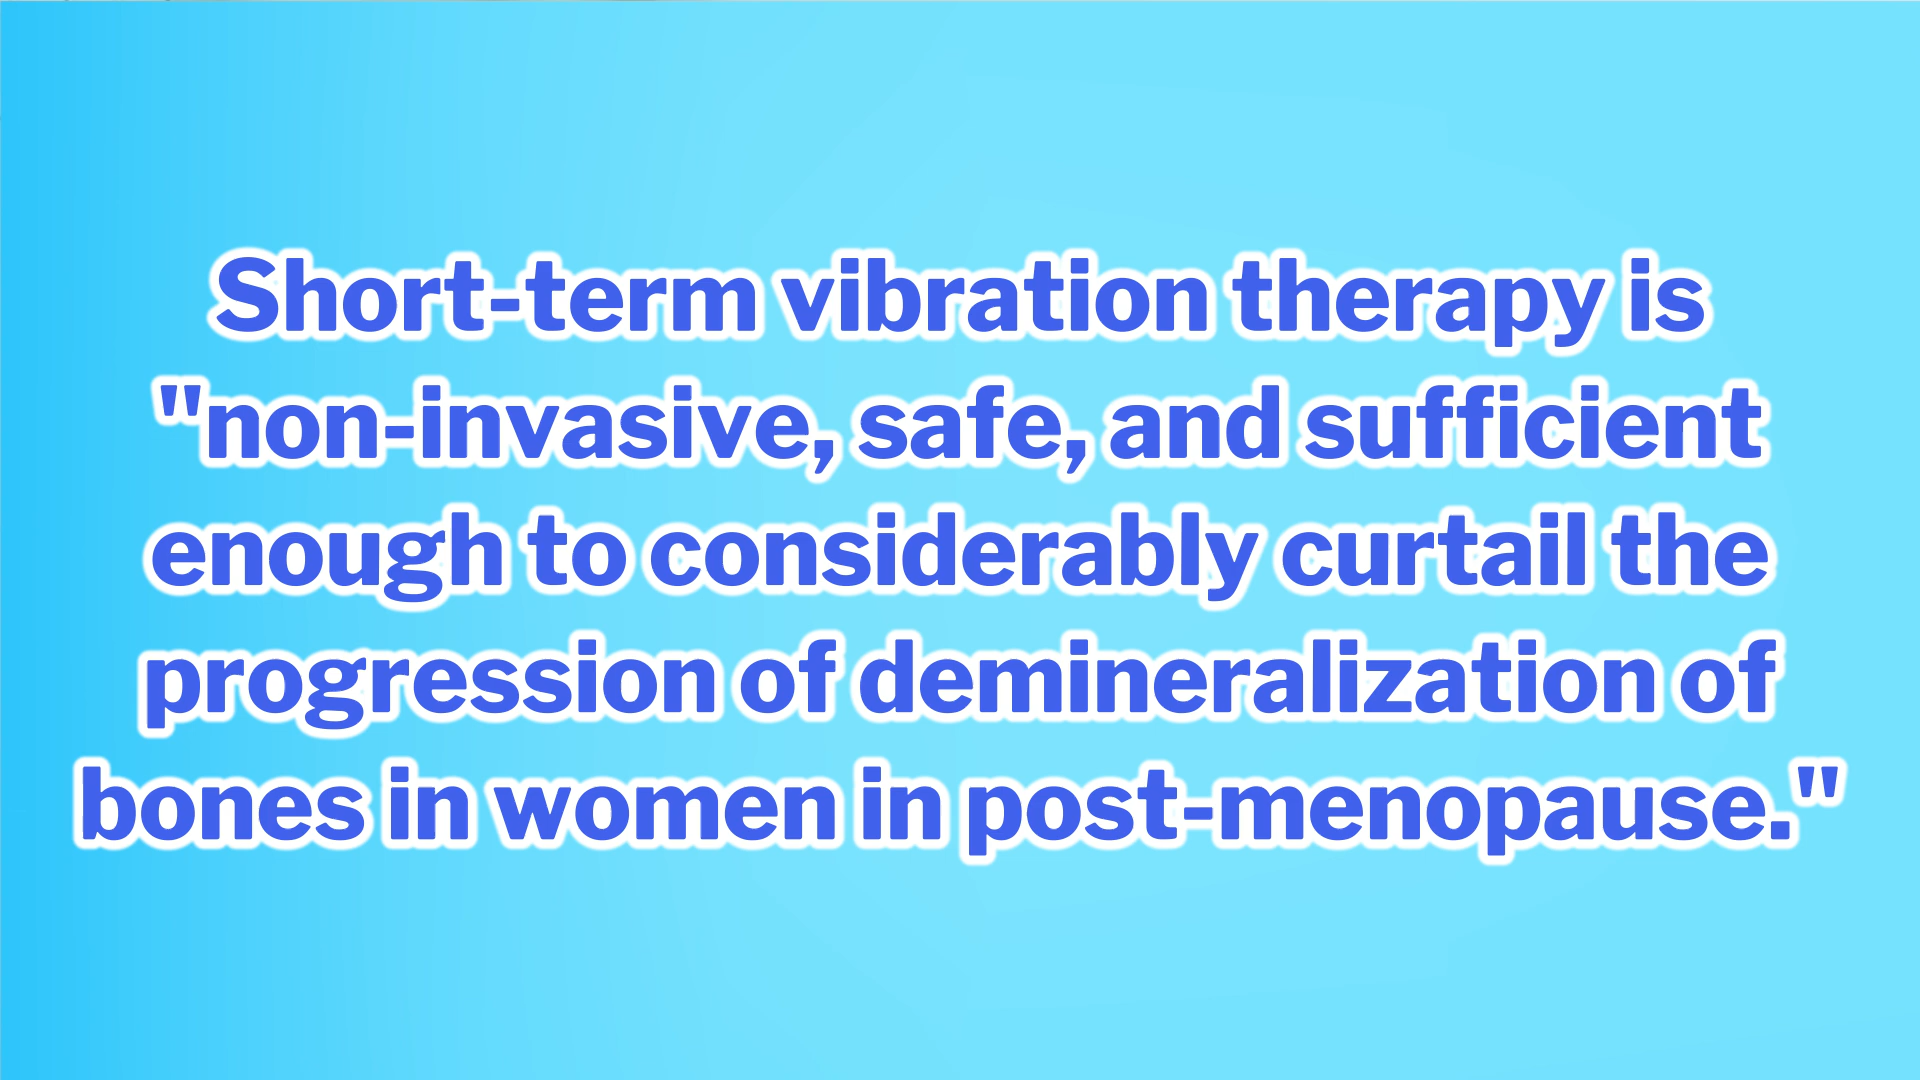 Short-term vibration therapy is
"non-invasive, safe, and sufficient
enough to considerably curtail the
progression of demineralization of
bones in women in post-menopause."